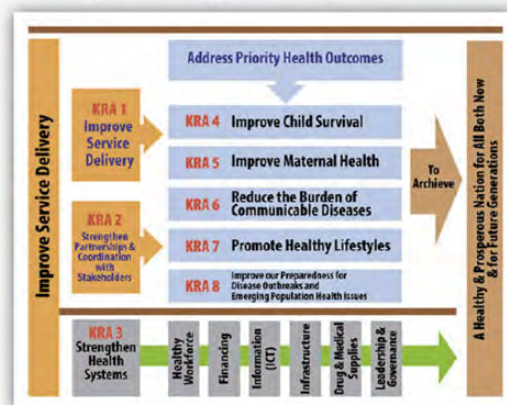 Improve Service Delivery
KRA 1
Improve
Service
Delivery
KRA 2
Strengthen
Partnerships &
Coordination
with
Stakeholders
KRA 3
Strengthen
Health
Systems
Address Priority Health Outcomes
KRA 4 Improve Child Survival
KRA 5 Improve Maternal Health
KRA 6 Reduce the Burden of
Communicable Diseases
KRA 7 Promote Healthy Lifestyles
KRA 8 Improve our Preparedness for
Disease Outbreaks and
Emerging Population Health Issues
Healthy
Workforce
Financing
Information
(ICT)
Infrastructure
Drug & Medical
Supplies
Leadership &
Governance
To
Achieve
A Healthy & Prosperous Nation for All Both Now
& for Future Generations